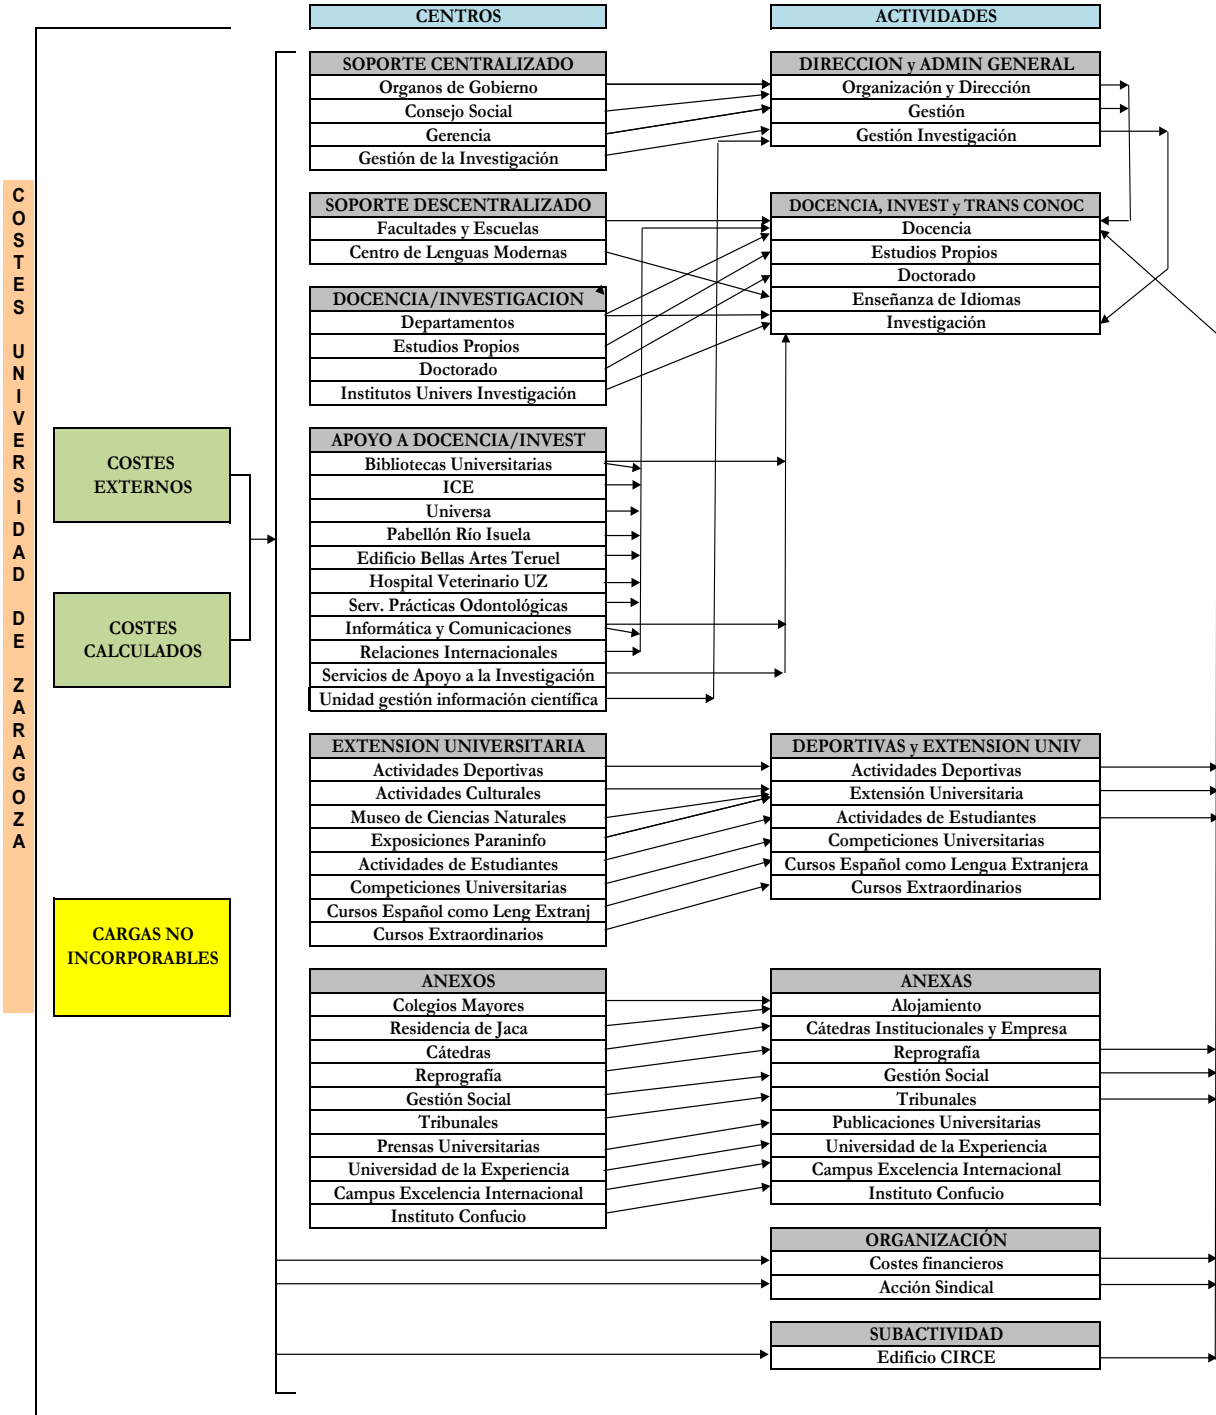 CENTROS
ACTIVIDADES
COSTES UNIVERSIDAD DE ZARAGOZA
COSTES
EXTERNOS
COSTES
CALCULADOS
CARGAS NO
INCORPORABLES
SOPORTE CENTRALIZADO
Organos de Gobierno
Consejo Social
Gerencia
Gestión de la Investigación
SOPORTE DESCENTRALIZADO
Facultades y Escuelas
Centro de Lenguas Modernas
DOCENCIA/INVESTIGACION
Departamentos
Estudios Propios
Doctorado
Institutos Univers Investigación
APOYO A DOCENCIA/INVEST
Bibliotecas Universitarias
ICE
Universa
Pabellón Río Isuela
Edificio Bellas Artes Teruel
Hospital Veterinario UZ
Serv. Prácticas Odontológicas
Informática y Comunicaciones
Relaciones Internacionales
Servicios de Apoyo a la Investigación
Unidad gestión información científica
EXTENSION UNIVERSITARIA
Actividades Deportivas
Actividades Culturales
Museo de Ciencias Naturales
Exposiciones Paraninfo
Actividades de Estudiantes
Competiciones Universitarias
Cursos Español como Leng Extranj
Cursos Extraordinarios
ANEXOS
Colegios Mayores
Residencia de Jaca
Cátedras
Reprografía
Gestión Social
Tribunales
Prensas Universitarias
Universidad de la Experiencia
Campus Excelencia Internacional
Instituto Confucio
DIRECCION y ADMIN GENERAL
Organización y Dirección
Gestión
Gestión Investigación
DOCENCIA, INVEST y TRANS CONOC
Docencia
Estudios Propios
Doctorado
Enseñanza de Idiomas
Investigación
DEPORTIVAS y EXTENSION UNIV
Actividades Deportivas
Extensión Universitaria
Actividades de Estudiantes
Competiciones Universitarias
Cursos Español como Lengua Extranjera
Cursos Extraordinarios
ANEXAS
Alojamiento
Cátedras Institucionales y Empresa
Reprografía
Gestión Social
Tribunales
Publicaciones Universitarias
Universidad de la Experiencia
Campus Excelencia Internacional
Instituto Confucio
ORGANIZACIÓN
Costes financieros
Acción Sindical
SUBACTIVIDAD
Edificio CIRCE